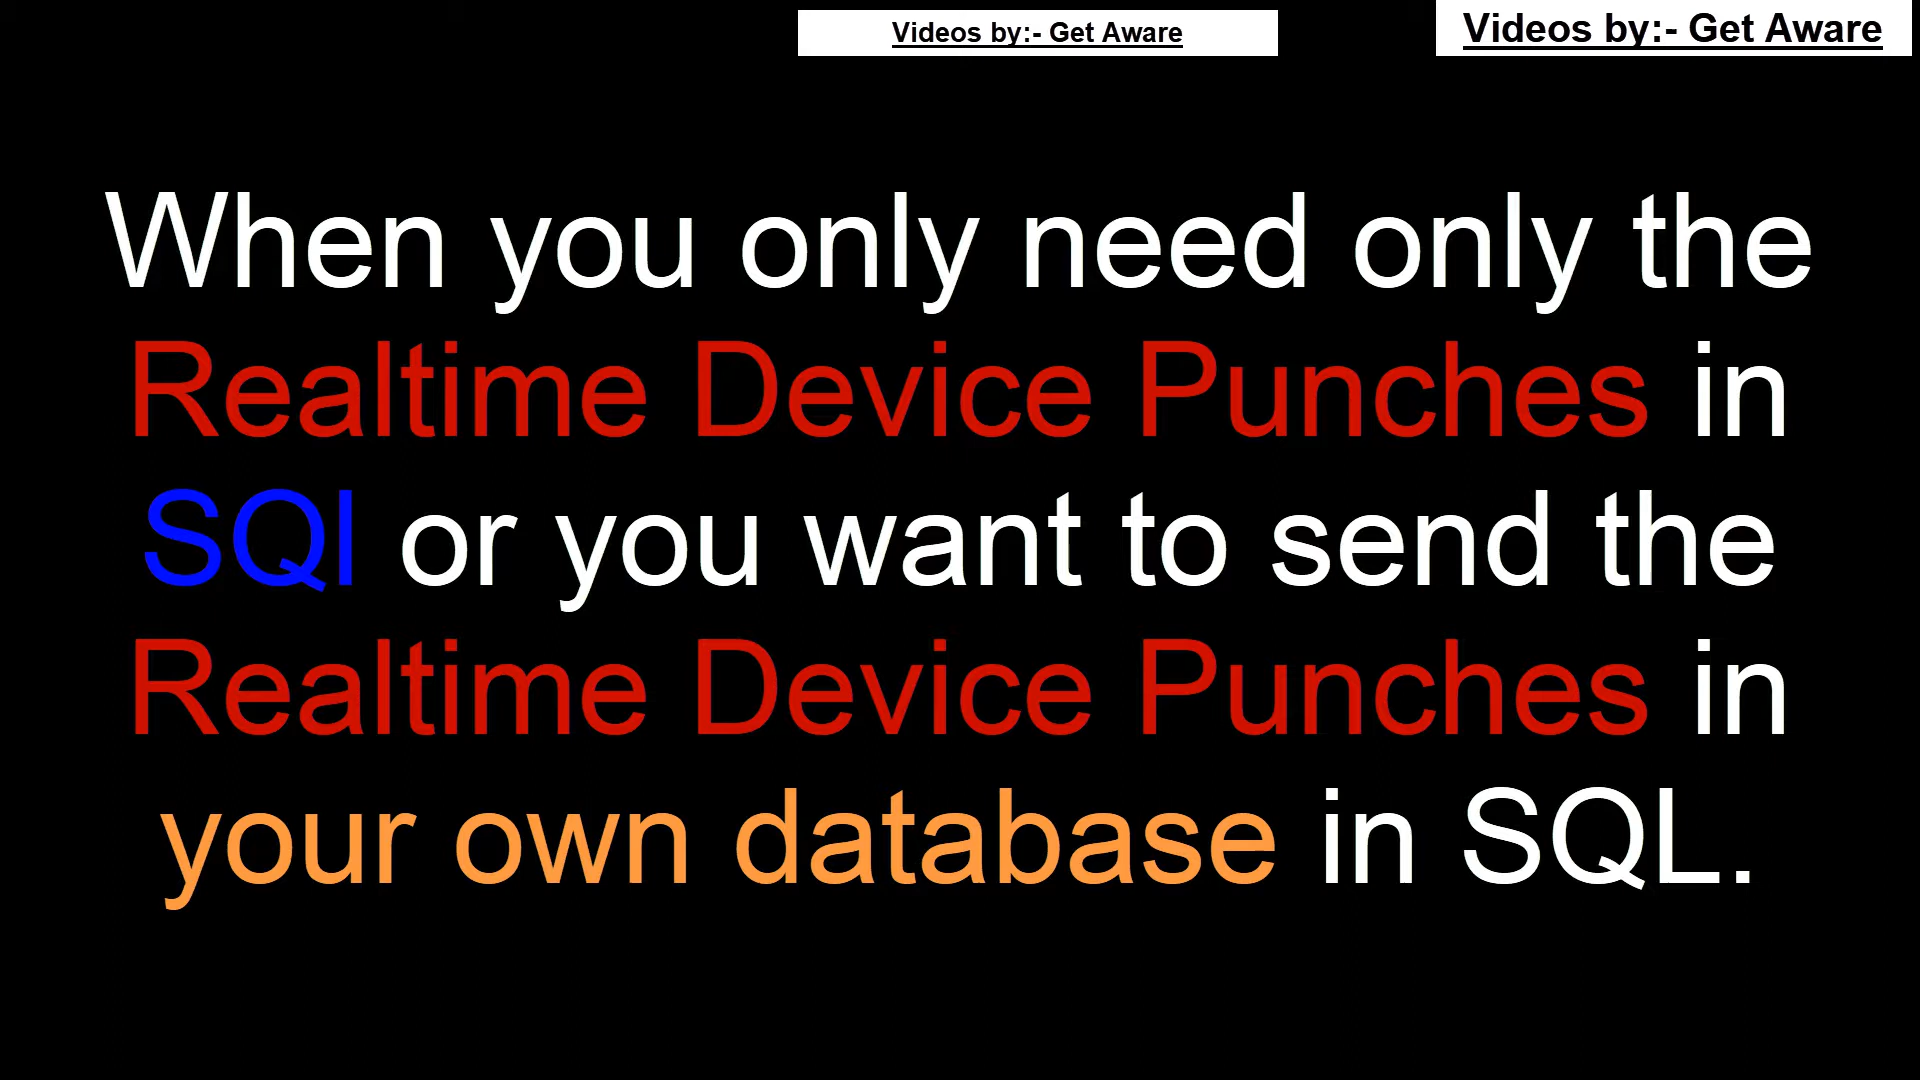 Videos by:- Get Aware
Videos by:- Get Aware
When you only need only the
Realtime Device Punches in
SQl or you want to send the
Realtime Device Punches in
your own database in SQL.